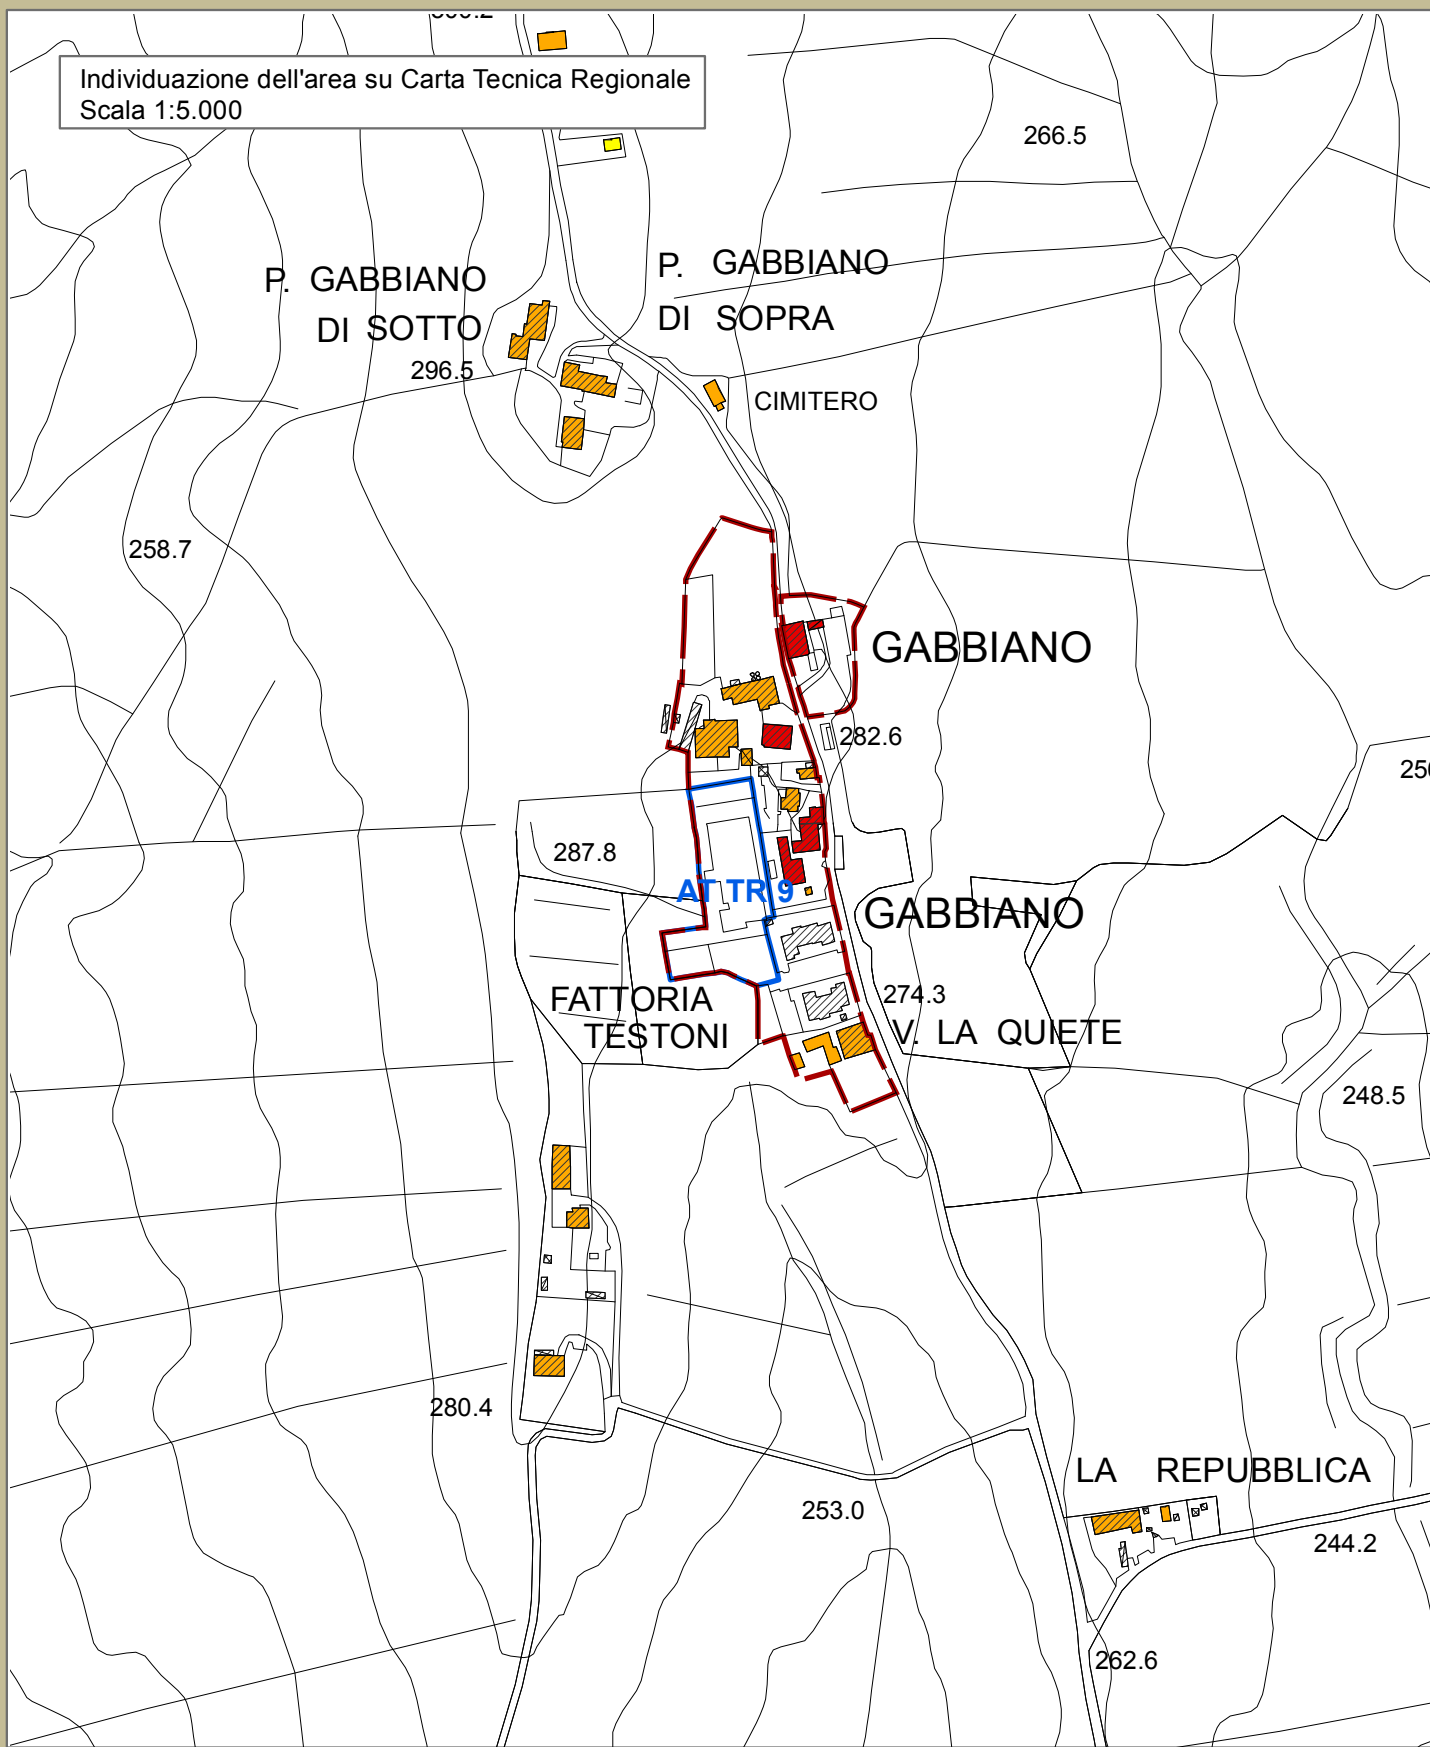 Individuazione dell'area su Carta Tecnica Regionale
Scala 1:5.000
266.5
P. GABBIANO
DI SOTTO
296.5
P. GABBIANO
DI SOPRA
CIMITERO
258.7
GABBIANO
282.6
287.8
AT TR 9
GABBIANO
FATTORIA
TESTONI
274.3
V. LA QUIETE
248.5
280.4
LA REPUBBLICA
253.0
244.2
262.6